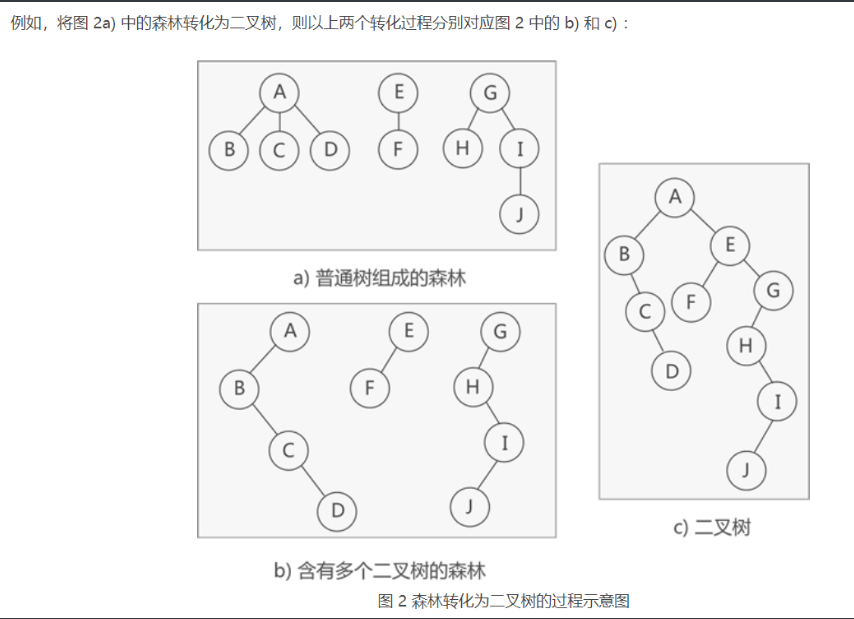 例如，将图 2a) 中的森林转化为二叉树，则以上两个转化过程分别对应图 2 中的 b) 和 c)：
A E G
B C D F H I
J
a) 普通树组成的森林
A E G
B F H
C I
D J
b) 含有多个二叉树的森林
A
B E
C F G
D H
I
J
c) 二叉树
图 2 森林转化为二叉树的过程示意图